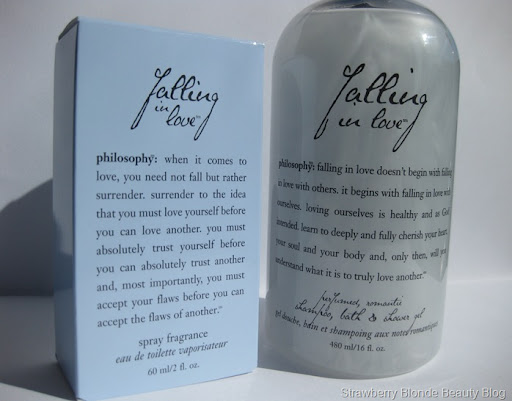 falling
in
love™
philosophy: when it comes to
love, you need not fall but rather
surrender. surrender to the idea
that you must love yourself before
you can love another. you must
absolutely trust yourself before
you can absolutely trust another
and, most importantly, you must
accept your flaws before you can
accept the flaws of another.™
spray fragrance
eau de toilette vaporisateur
60 ml/2 fl. oz.
falling
in love™
philosophy: falling in love doesn't begin with falling
in love with others. it begins with falling in love with
ourselves. loving ourselves is healthy and as God
intended. learn to deeply and fully cherish your heart,
your soul and your body and, only then, will you
understand what it is to truly love another.™
perfumed, romantic
shampoo, bath & shower gel
gel douche, bain et shampoing aux notes romantiques
480 ml/16 fl. oz.
Strawberry Blonde Beauty Blog